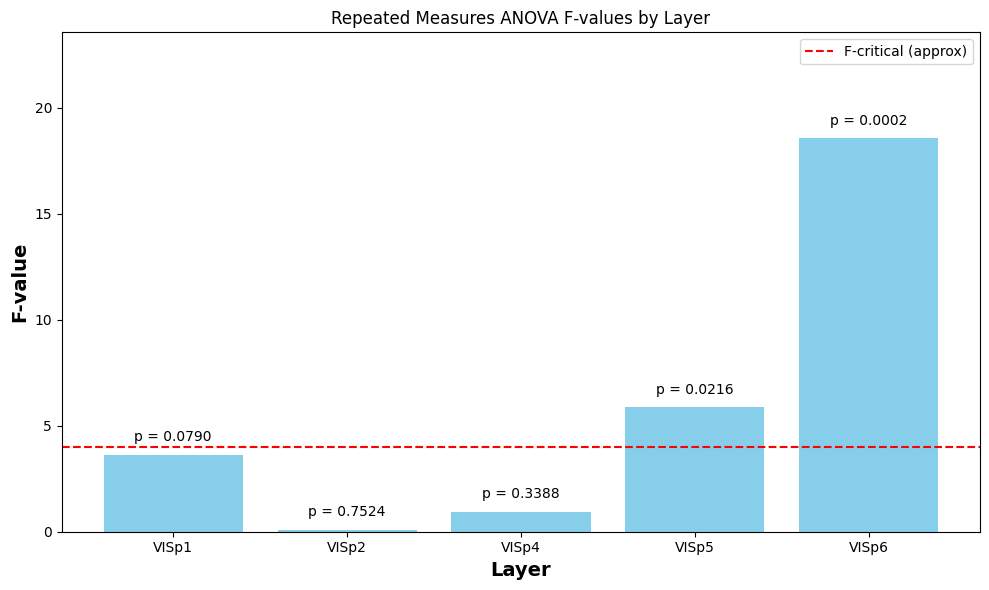 Repeated Measures ANOVA F-values by Layer
F-critical (approx)
F-value
20
15
10
5
0
p = 0.0790
p = 0.7524
p = 0.3388
p = 0.0216
p = 0.0002
VISp1
VISp2
VISp4
VISp5
VISp6
Layer